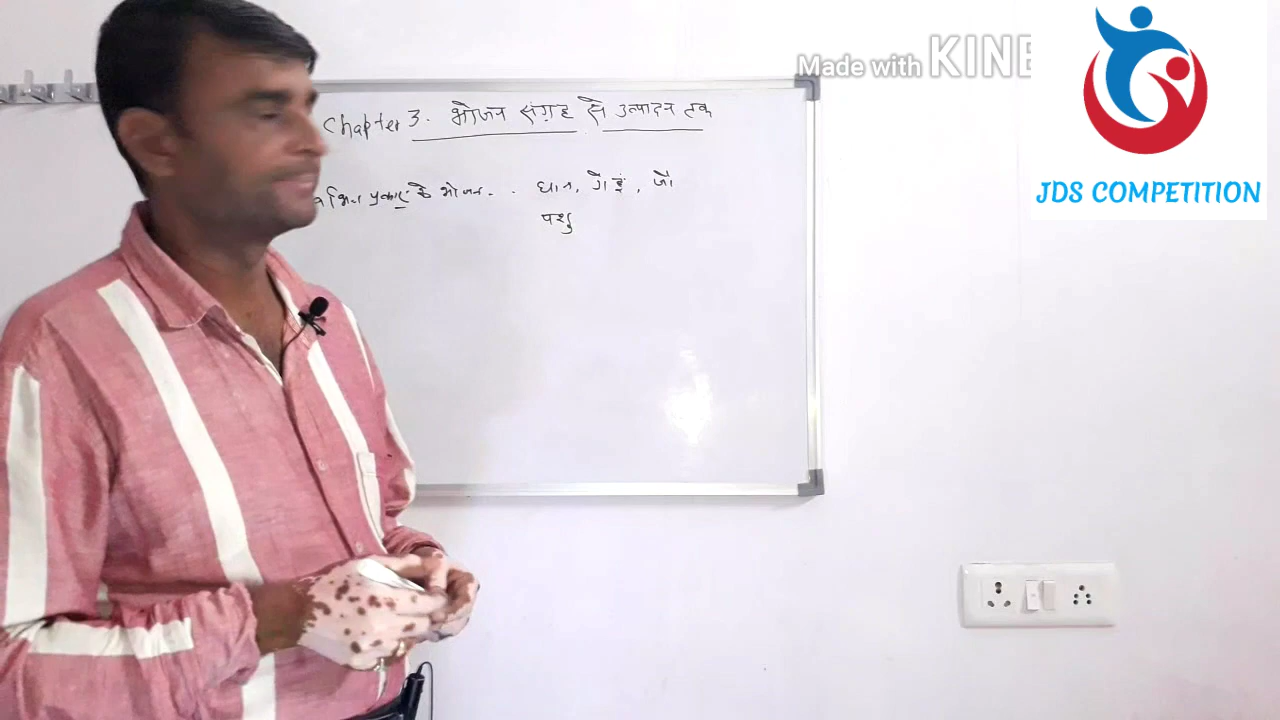 Made with KINE
JDS COMPETITION
Chapter 3. भोजन संग्रह से उत्पादन तक
प्रकार के भोजन - . धान, गेहूं, जौ
पशु